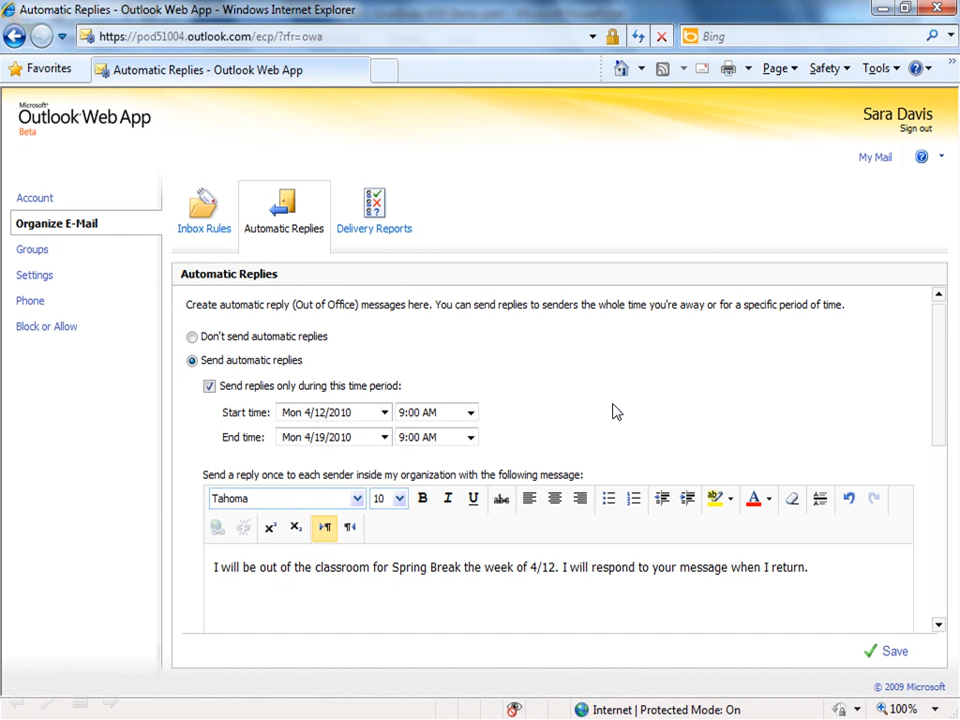 Automatic Replies - Outlook Web App - Windows Internet Explorer
https://pod51004.outlook.com/ecp/?rfr=owa
Bing
Favorites
Automatic Replies - Outlook Web App
Page
Safety
Tools
Microsoft®
Outlook Web App
Beta
Sara Davis
Sign out
My Mail
Account
Organize E-Mail
Groups
Settings
Phone
Block or Allow
Inbox Rules
Automatic Replies
Delivery Reports
Automatic Replies
Create automatic reply (Out of Office) messages here. You can send replies to senders the whole time you're away or for a specific period of time.
Don't send automatic replies
Send automatic replies
Send replies only during this time period:
Start time: Mon 4/12/2010 9:00 AM
End time: Mon 4/19/2010 9:00 AM
Send a reply once to each sender inside my organization with the following message:
Tahoma 10 B I U abc A
X² X₂
I will be out of the classroom for Spring Break the week of 4/12. I will respond to your message when I return.
Save
© 2009 Microsoft
Internet | Protected Mode: On
100%